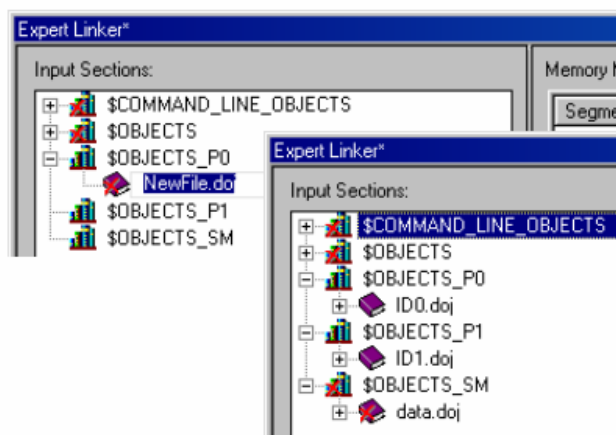 Expert Linker*
Input Sections:
Memory
Segme
$COMMAND_LINE_OBJECTS
$OBJECTS
$OBJECTS_P0
NewFile.do
$OBJECTS_P1
$OBJECTS_SM
Expert Linker*
Input Sections:
$COMMAND_LINE_OBJECTS
$OBJECTS
$OBJECTS_P0
ID0.doj
$OBJECTS_P1
ID1.doj
$OBJECTS_SM
data.doj